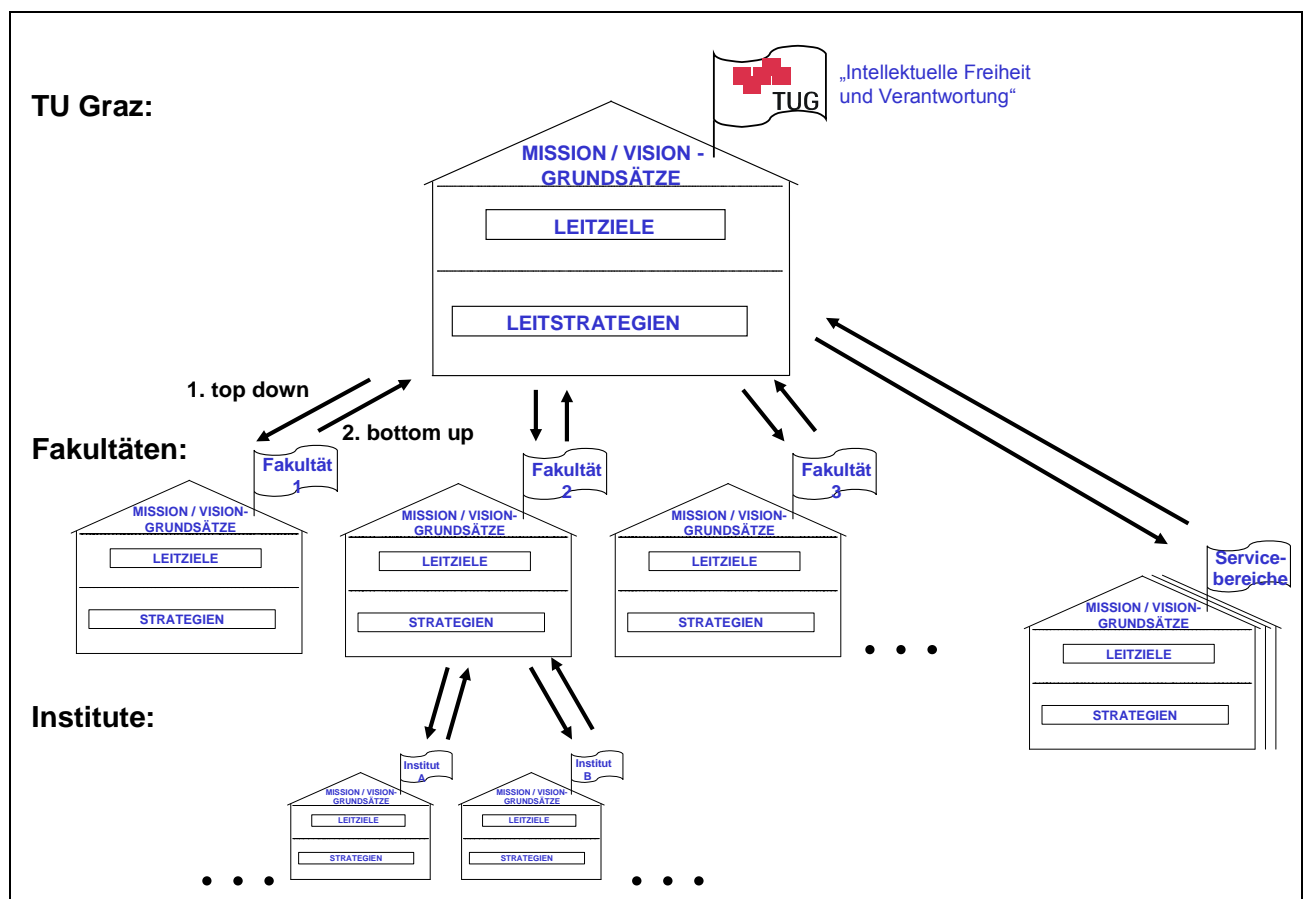 TUG
„Intellektuelle Freiheit
und Verantwortung“
TU Graz:
MISSION / VISION -
GRUNDSÄTZE
LEITZIELE
LEITSTRATEGIEN
1. top down
2. bottom up
Fakultäten:
Fakultät
1
MISSION / VISION-
GRUNDSÄTZE
LEITZIELE
STRATEGIEN
Fakultät
2
MISSION / VISION-
GRUNDSÄTZE
LEITZIELE
STRATEGIEN
Fakultät
3
MISSION / VISION-
GRUNDSÄTZE
LEITZIELE
STRATEGIEN
• • •
Service-
bereiche
MISSION / VISION-
GRUNDSÄTZE
LEITZIELE
STRATEGIEN
Institute:
Institut
A
MISSION / VISION-
GRUNDSÄTZE
LEITZIELE
STRATEGIEN
Institut
B
MISSION / VISION-
GRUNDSÄTZE
LEITZIELE
STRATEGIEN
• • •
• • •